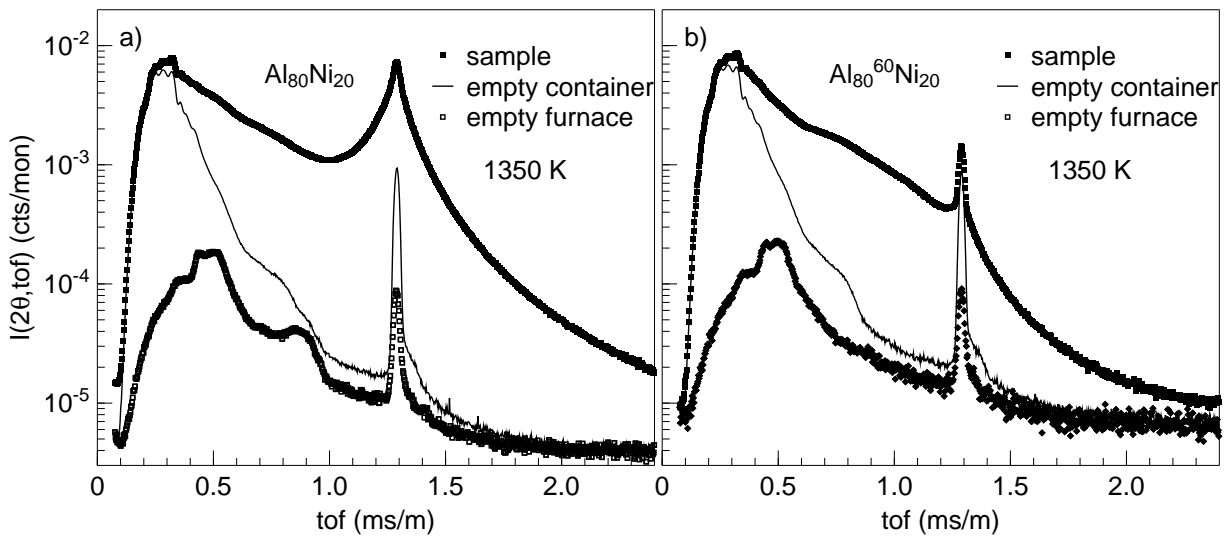 I(2θ,tof) (cts/mon)
10⁻²
10⁻³
10⁻⁴
10⁻⁵
a)
Al₈₀Ni₂₀
sample
empty container
empty furnace
1350 K
0 0.5 1.0 1.5 2.0
tof (ms/m)
b)
Al₈₀⁶⁰Ni₂₀
sample
empty container
empty furnace
1350 K
0 0.5 1.0 1.5 2.0
tof (ms/m)